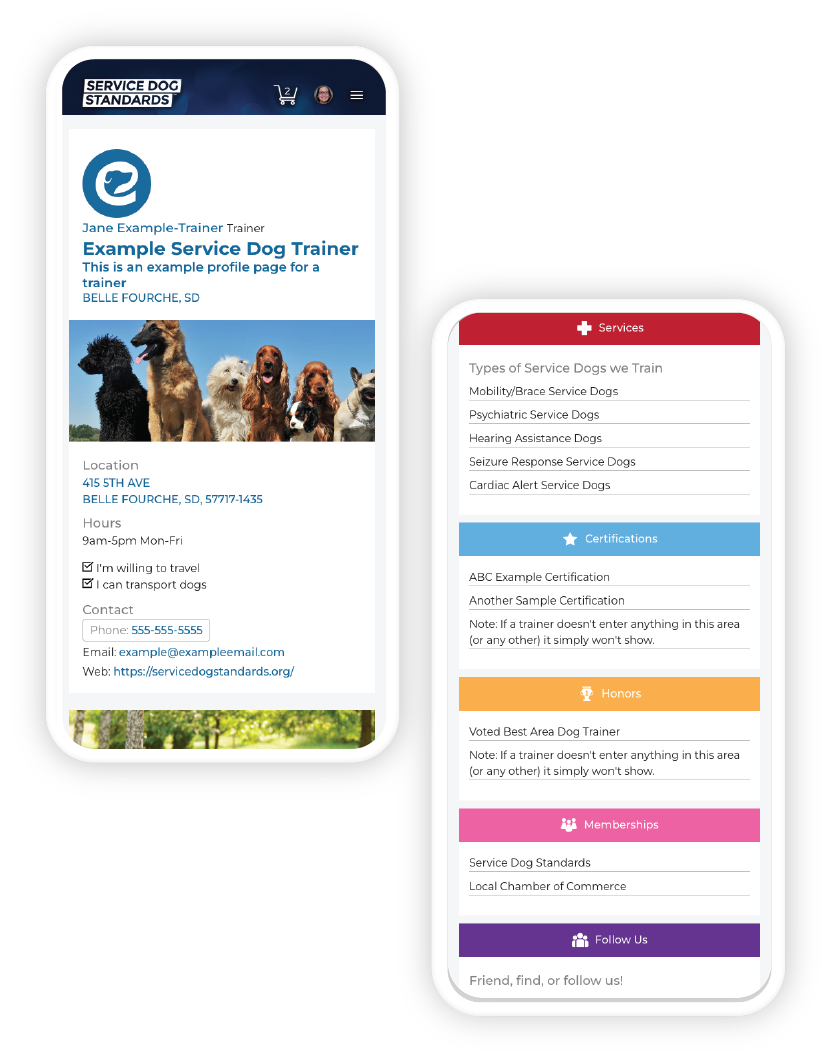 SERVICE DOG
STANDARDS
2
Jane Example-Trainer Trainer
Example Service Dog Trainer
This is an example profile page for a
trainer
BELLE FOURCHE, SD
Location
415 5TH AVE
BELLE FOURCHE, SD, 57717-1435
Hours
9am-5pm Mon-Fri
I'm willing to travel
I can transport dogs
Contact
Phone: 555-555-5555
Email: example@exampleemail.com
Web: https://servicedogstandards.org/
Services
Types of Service Dogs we Train
Mobility/Brace Service Dogs
Psychiatric Service Dogs
Hearing Assistance Dogs
Seizure Response Service Dogs
Cardiac Alert Service Dogs
Certifications
ABC Example Certification
Another Sample Certification
Note: If a trainer doesn't enter anything in this area
(or any other) it simply won't show.
Honors
Voted Best Area Dog Trainer
Note: If a trainer doesn't enter anything in this area
(or any other) it simply won't show.
Memberships
Service Dog Standards
Local Chamber of Commerce
Follow Us
Friend, find, or follow us!